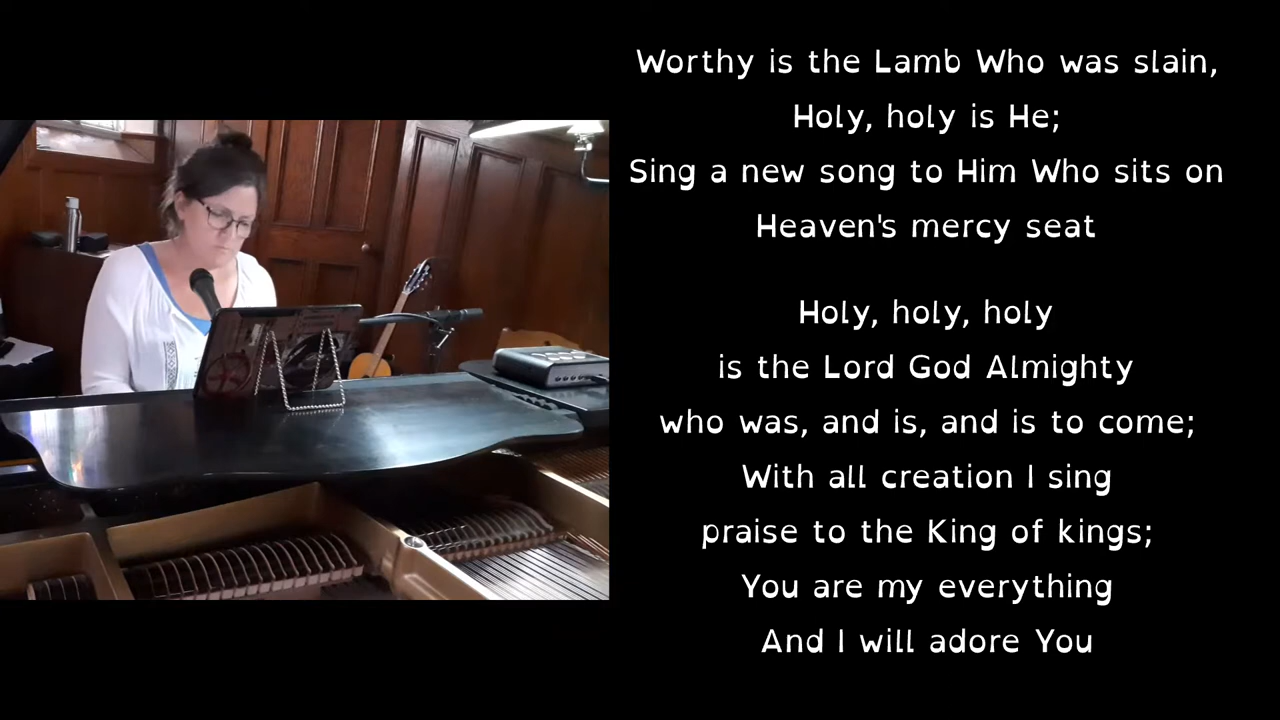 Worthy is the Lamb Who was slain,
Holy, holy is He;
Sing a new song to Him Who sits on
Heaven's mercy seat
Holy, holy, holy
is the Lord God Almighty
who was, and is, and is to come;
With all creation I sing
praise to the King of kings;
You are my everything
And I will adore You